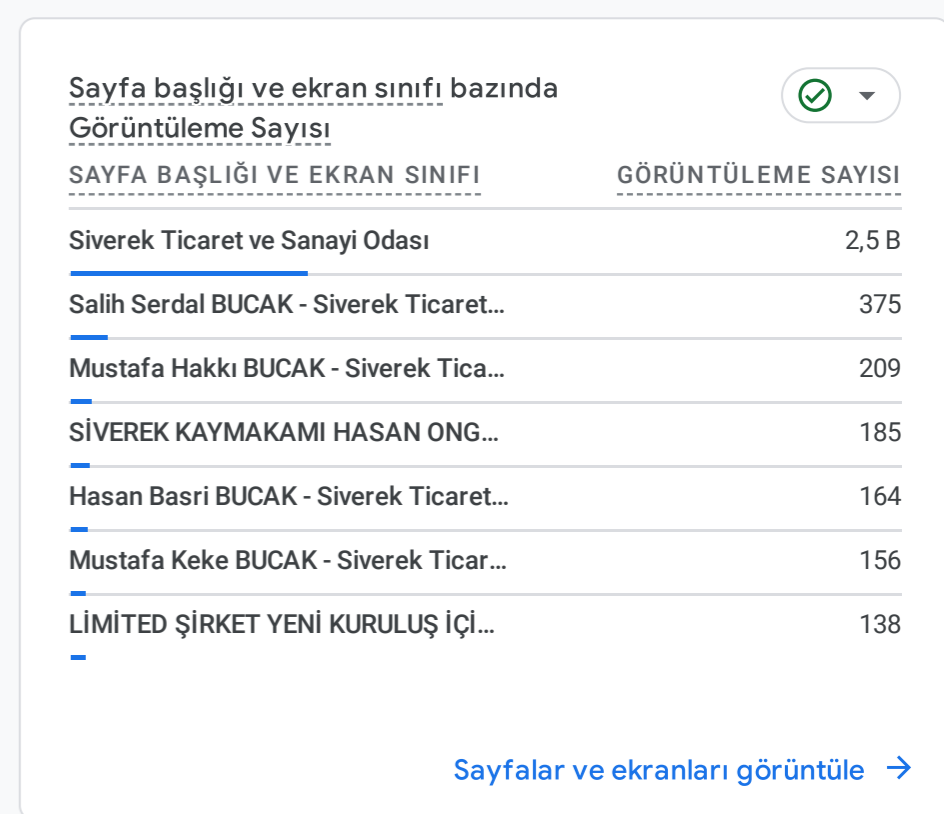 Sayfa başlığı ve ekran sınıfı bazında
Görüntüleme Sayısı
SAYFA BAŞLIĞI VE EKRAN SINIFI GÖRÜNTÜLEME SAYISI
Siverek Ticaret ve Sanayi Odası 2,5 B
Salih Serdal BUCAK - Siverek Ticaret... 375
Mustafa Hakkı BUCAK - Siverek Tica... 209
SİVEREK KAYMAKAMI HASAN ONG... 185
Hasan Basri BUCAK - Siverek Ticaret... 164
Mustafa Keke BUCAK - Siverek Ticar... 156
LİMİTED ŞİRKET YENİ KURULUŞ İÇİ... 138
Sayfalar ve ekranları görüntüle